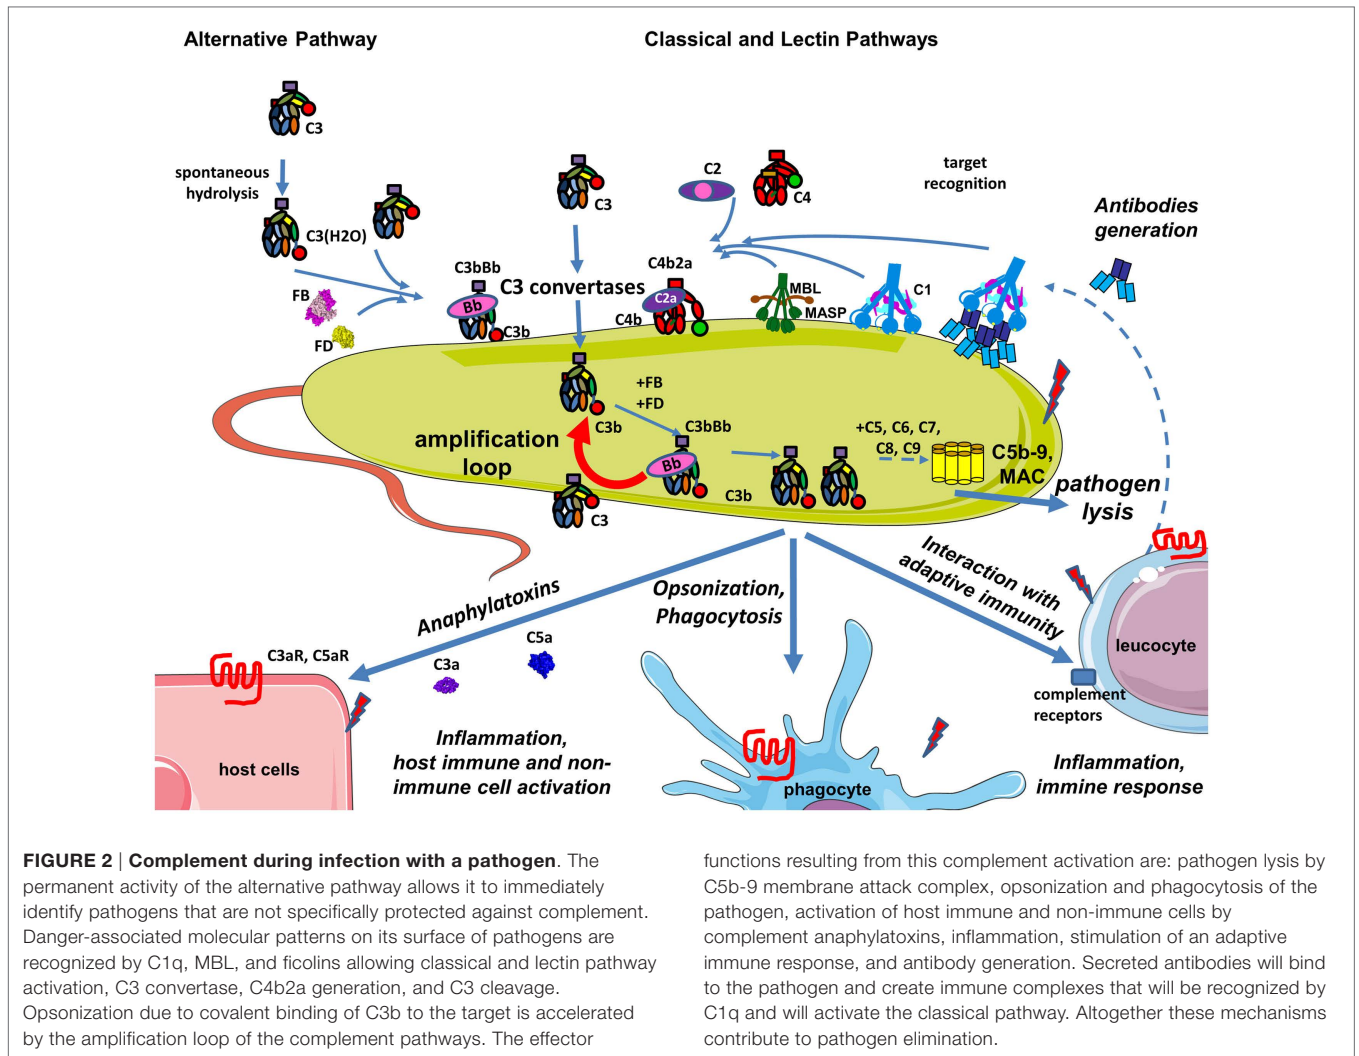 Alternative Pathway
Classical and Lectin Pathways
C3
spontaneous
hydrolysis
C3(H2O)
FB
FD
C3bBb
Bb
C3b
C3
C3 convertases
C2
C4
C4b2a
C2a
C4b
MBL
MASP
C1
target
recognition
Antibodies
generation
+FB
+FD
C3b
C3bBb
Bb
amplification
loop
C3
C3b
+C5, C6, C7,
C8, C9
C5b-9,
MAC
pathogen
lysis
Anaphylatoxins
Opsonization,
Phagocytosis
Interaction with
adaptive immunity
C3aR, C5aR
C3a
C5a
host cells
Inflammation,
host immune and non-
immune cell activation
phagocyte
leucocyte
complement
receptors
Inflammation,
immine response
FIGURE 2 | Complement during infection with a pathogen. The
permanent activity of the alternative pathway allows it to immediately
identify pathogens that are not specifically protected against complement.
Danger-associated molecular patterns on its surface of pathogens are
recognized by C1q, MBL, and ficolins allowing classical and lectin pathway
activation, C3 convertase, C4b2a generation, and C3 cleavage.
Opsonization due to covalent binding of C3b to the target is accelerated
by the amplification loop of the complement pathways. The effector
functions resulting from this complement activation are: pathogen lysis by
C5b-9 membrane attack complex, opsonization and phagocytosis of the
pathogen, activation of host immune and non-immune cells by
complement anaphylatoxins, inflammation, stimulation of an adaptive
immune response, and antibody generation. Secreted antibodies will bind
to the pathogen and create immune complexes that will be recognized by
C1q and will activate the classical pathway. Altogether these mechanisms
contribute to pathogen elimination.